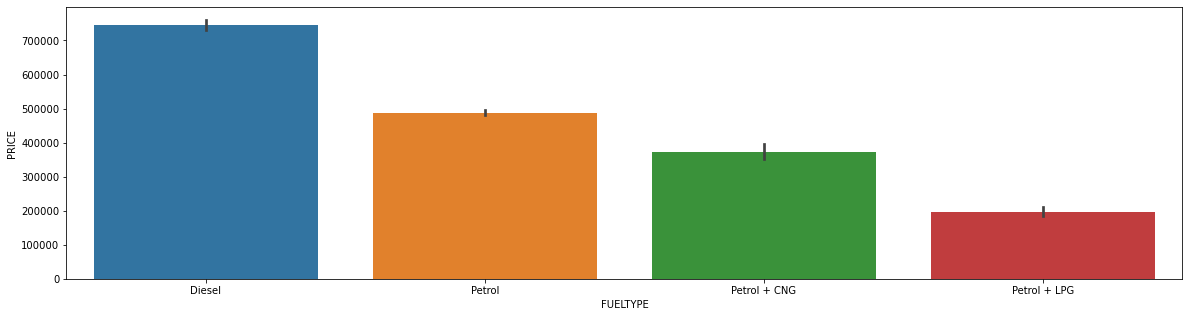 PRICE
700000
600000
500000
400000
300000
200000
100000
0
Diesel
Petrol
Petrol + CNG
Petrol + LPG
FUELTYPE